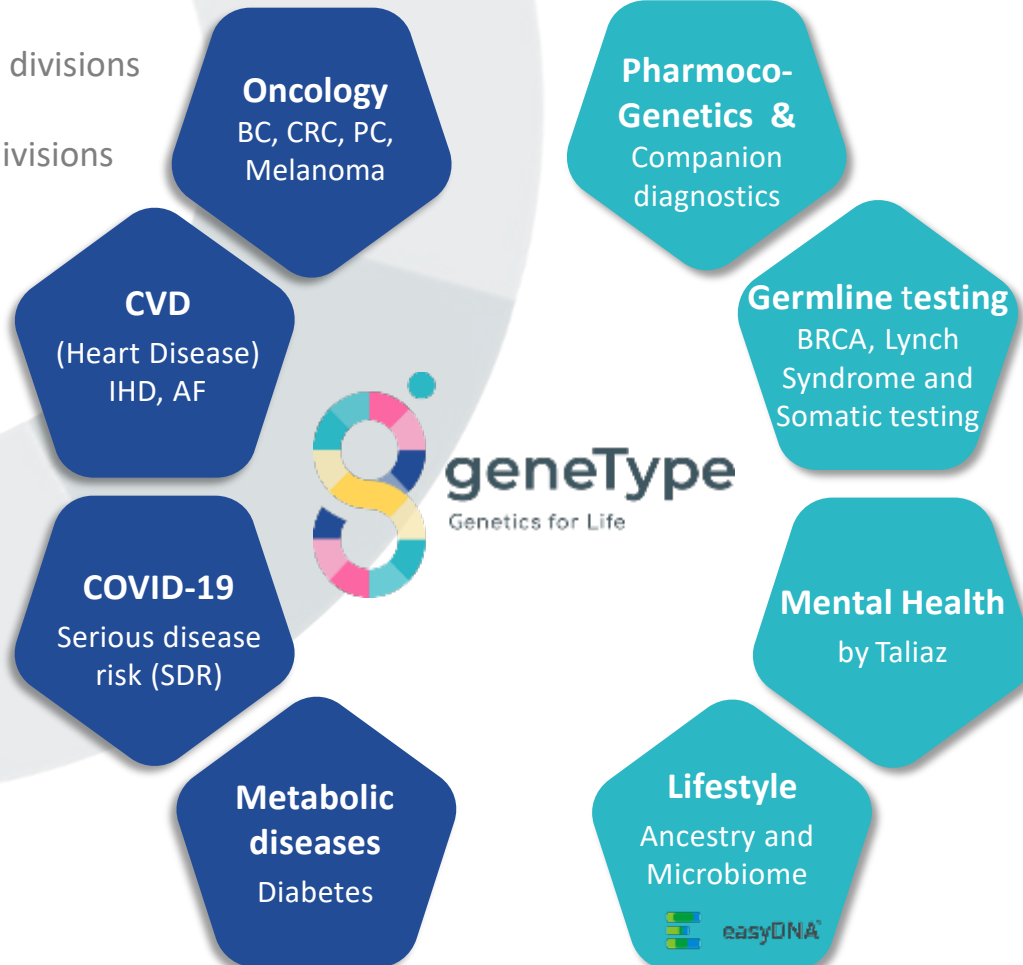 divisions
ivisions
Oncology
BC, CRC, PC,
Melanoma
Pharmoco-
Genetics &
Companion
diagnostics
CVD
(Heart Disease)
IHD, AF
Germline testing
BRCA, Lynch
Syndrome and
Somatic testing
geneType
Genetics for Life
COVID-19
Serious disease
risk (SDR)
Mental Health
by Taliaz
Metabolic
diseases
Diabetes
Lifestyle
Ancestry and
Microbiome
easyDNA